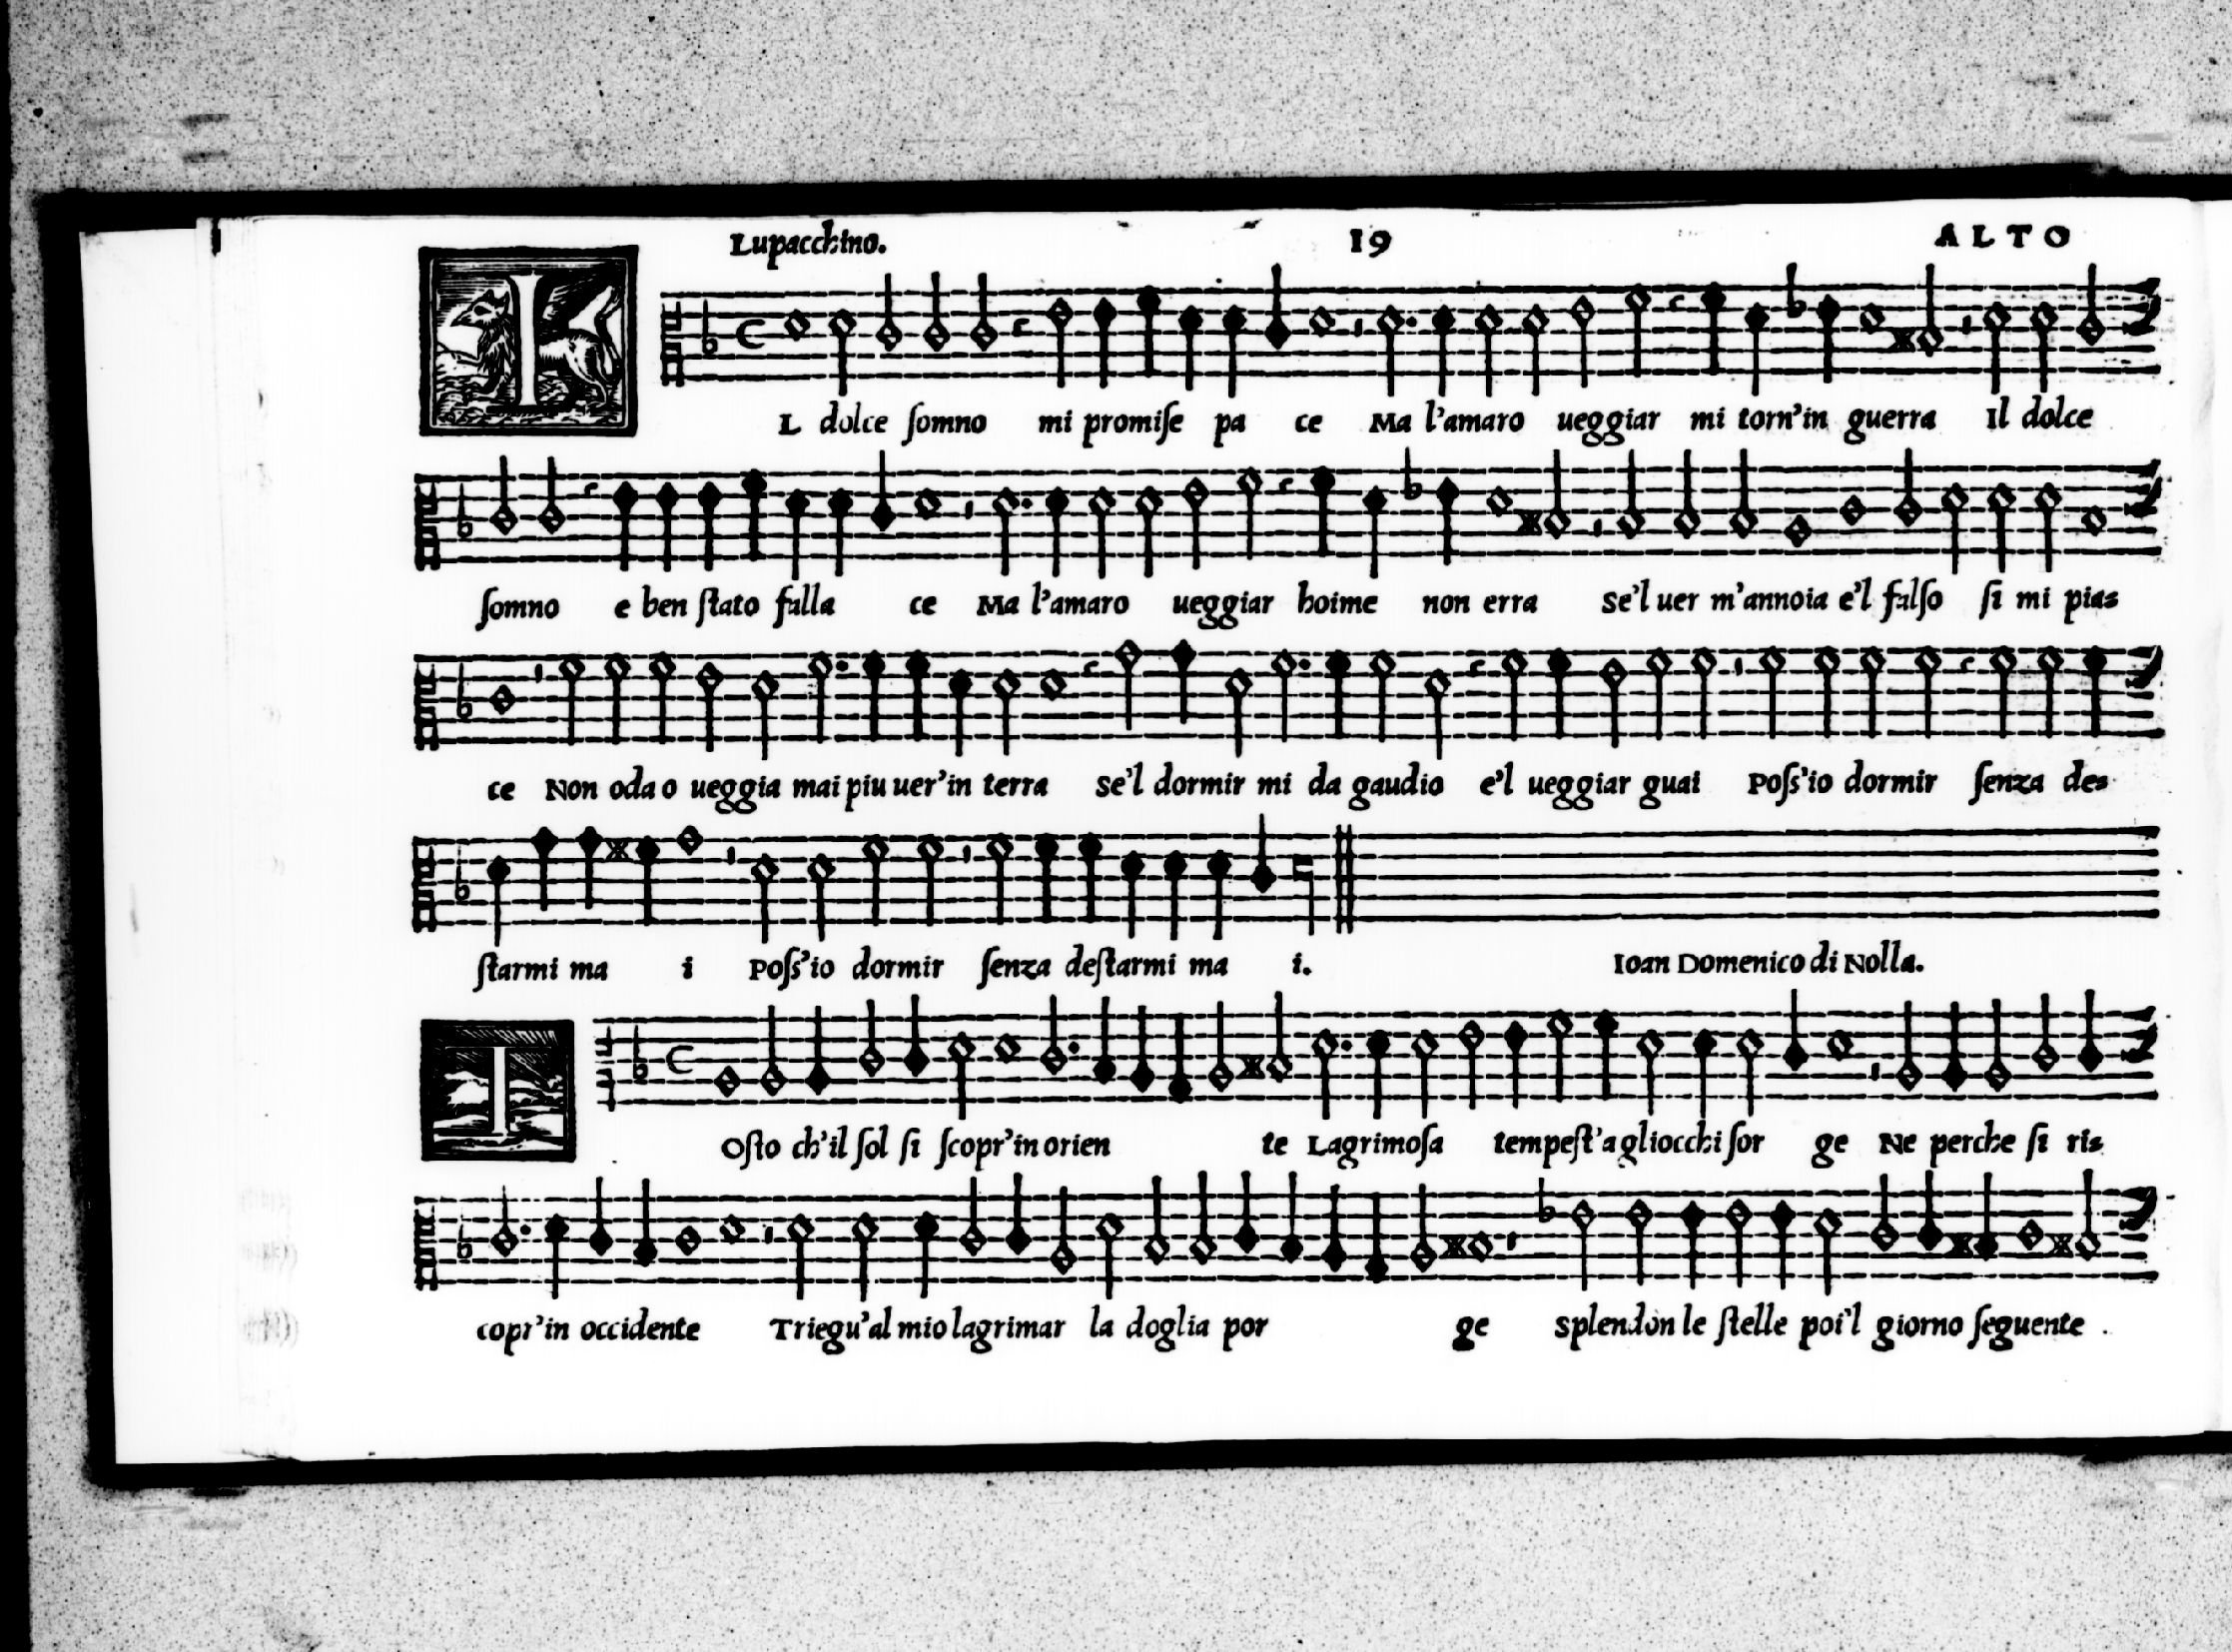 Lupacchino. 19 ALTO
IL dolce ſomno mi promiſe pa ce Ma l'amaro ueggiar mi torn'in guerra Il dolce
ſomno e ben ſtato falla ce Ma l'amaro ueggiar hoime non erra Se'l uer m'annoia e'l falſo ſi mi pia⸗
ce Non oda o ueggia mai piu uer'in terra Se'l dormir mi da gaudio e'l ueggiar guai Poſs'io dormir ſenza de⸗
ſtarmi ma i Poſs'io dormir ſenza deſtarmi ma i.
Ioan Domenico di Nolla.
TOſto ch'il ſol ſi ſcopr'in orien te Lagrimoſa tempeſt'a gliocchi ſor ge Ne perche ſi ri⸗
copr'in occidente Triegu'al mio lagrimar la doglia por ge Splendon le ſtelle poi'l giorno ſeguente .